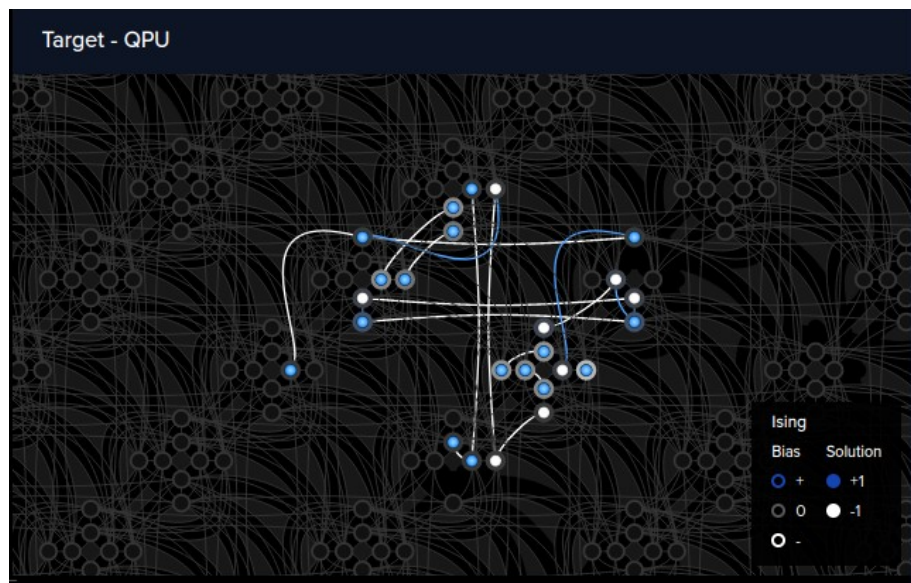 Target - QPU
Ising
Bias Solution
+ +1
0 -1
-